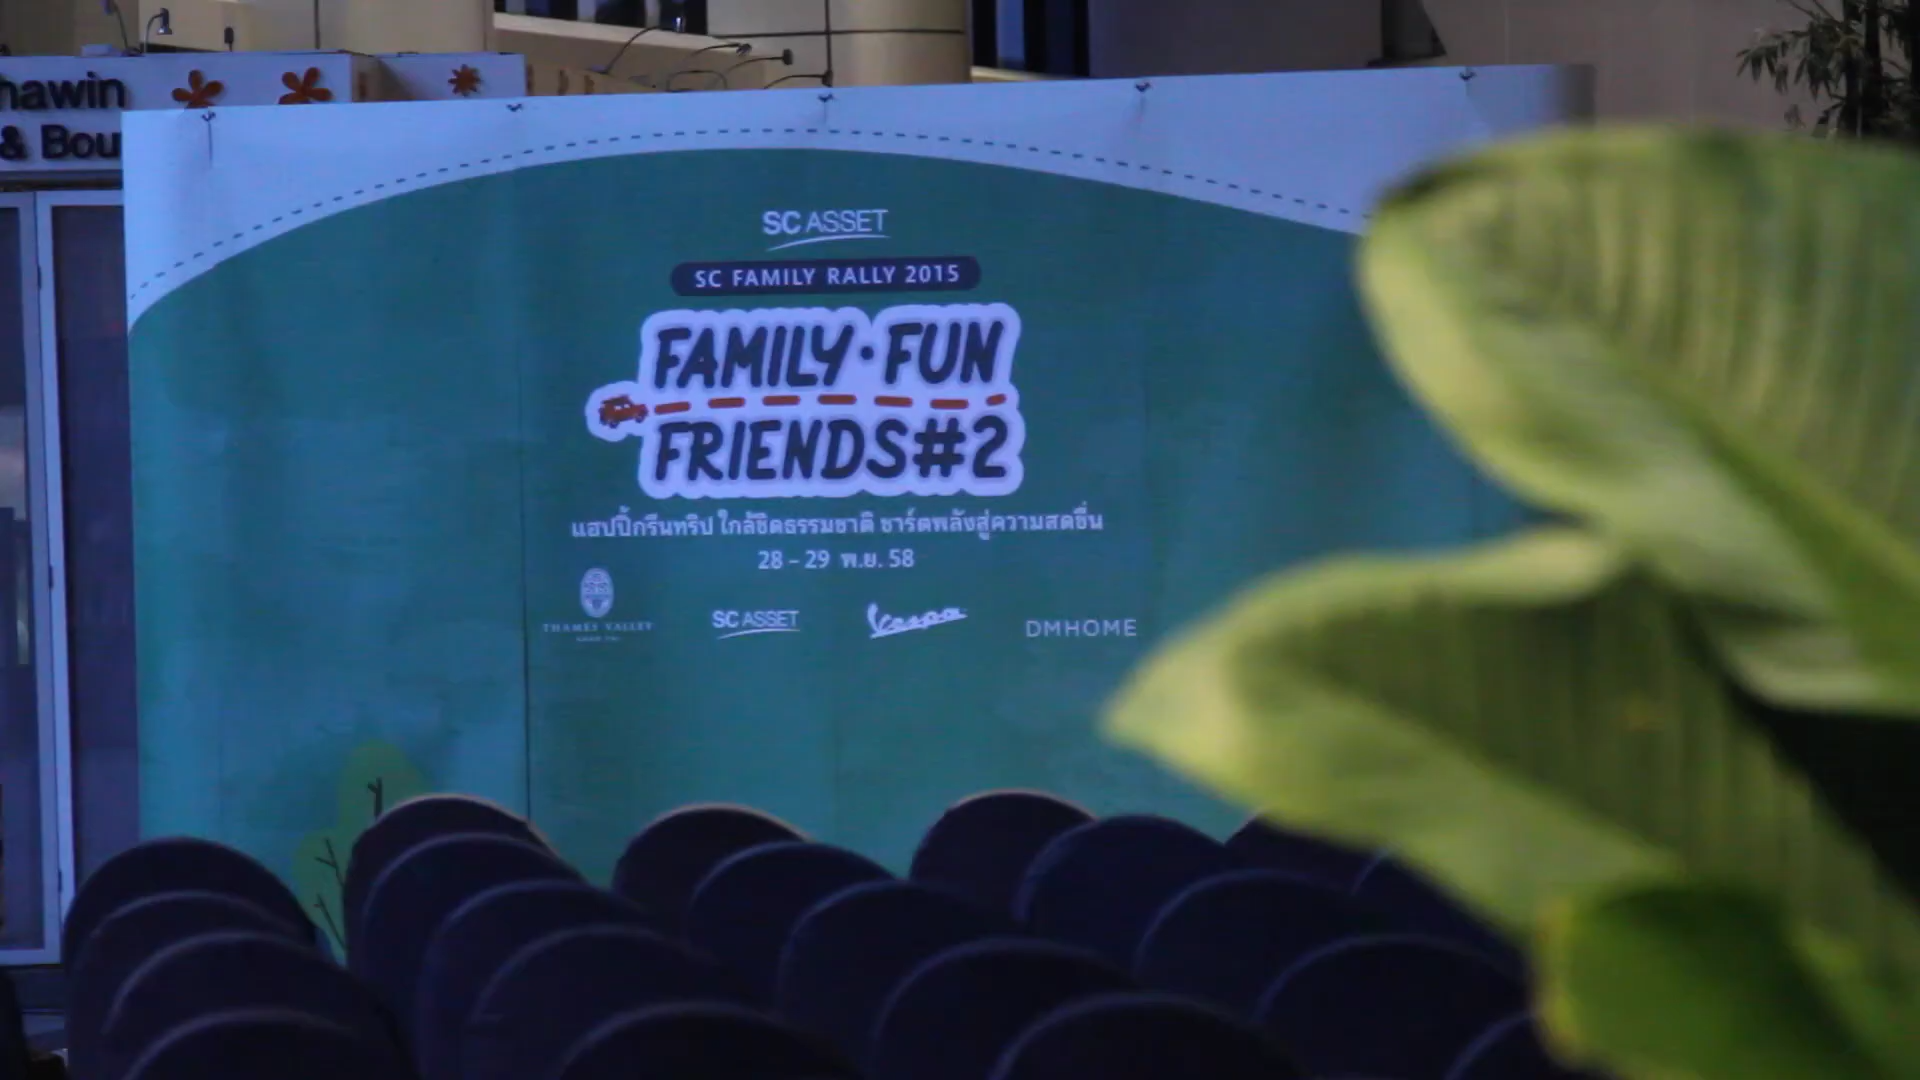 hawin
& Bou
SC ASSET
SC FAMILY RALLY 2015
FAMILY·FUN
FRIENDS#2
แฮปปี้กรีนทริป ใกล้ชิดธรรมชาติ ชาร์ตพลังสู่ความสดชื่น
28 – 29 พ.ย. 58
THAMES VALLEY
SC ASSET
Vespa
DMHOME